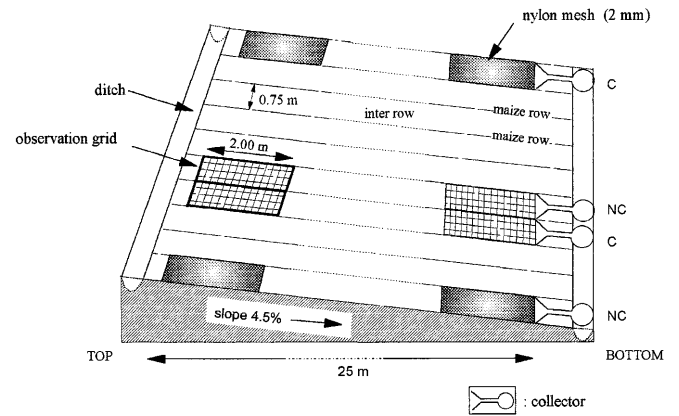 nylon mesh (2 mm)
C
ditch
0.75 m
inter row
maize row
maize row
observation grid
2.00 m
NC
C
slope 4.5%
NC
TOP
BOTTOM
25 m
: collector